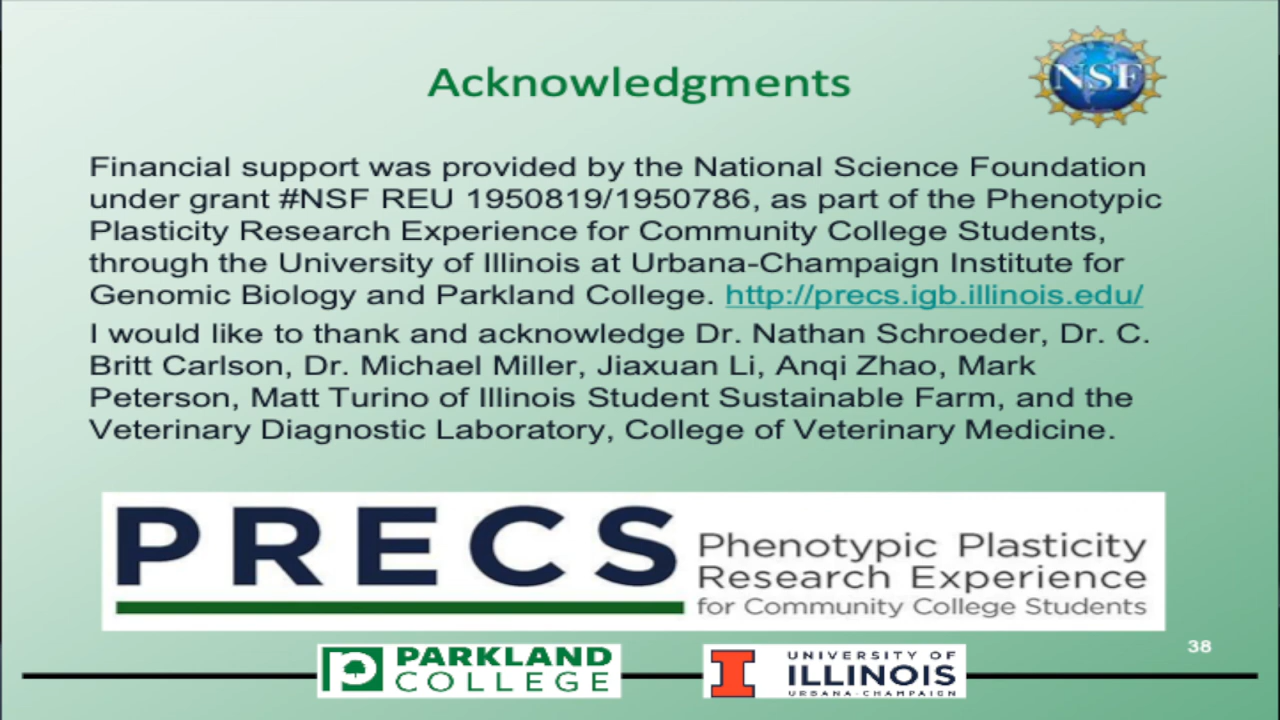 Acknowledgments
NSF
Financial support was provided by the National Science Foundation
under grant #NSF REU 1950819/1950786, as part of the Phenotypic
Plasticity Research Experience for Community College Students,
through the University of Illinois at Urbana-Champaign Institute for
Genomic Biology and Parkland College. http://precs.igb.illinois.edu/
I would like to thank and acknowledge Dr. Nathan Schroeder, Dr. C.
Britt Carlson, Dr. Michael Miller, Jiaxuan Li, Anqi Zhao, Mark
Peterson, Matt Turino of Illinois Student Sustainable Farm, and the
Veterinary Diagnostic Laboratory, College of Veterinary Medicine.
PRECS
Phenotypic Plasticity
Research Experience
for Community College Students
38
PARKLAND
COLLEGE
UNIVERSITY OF
ILLINOIS
URBANA-CHAMPAIGN